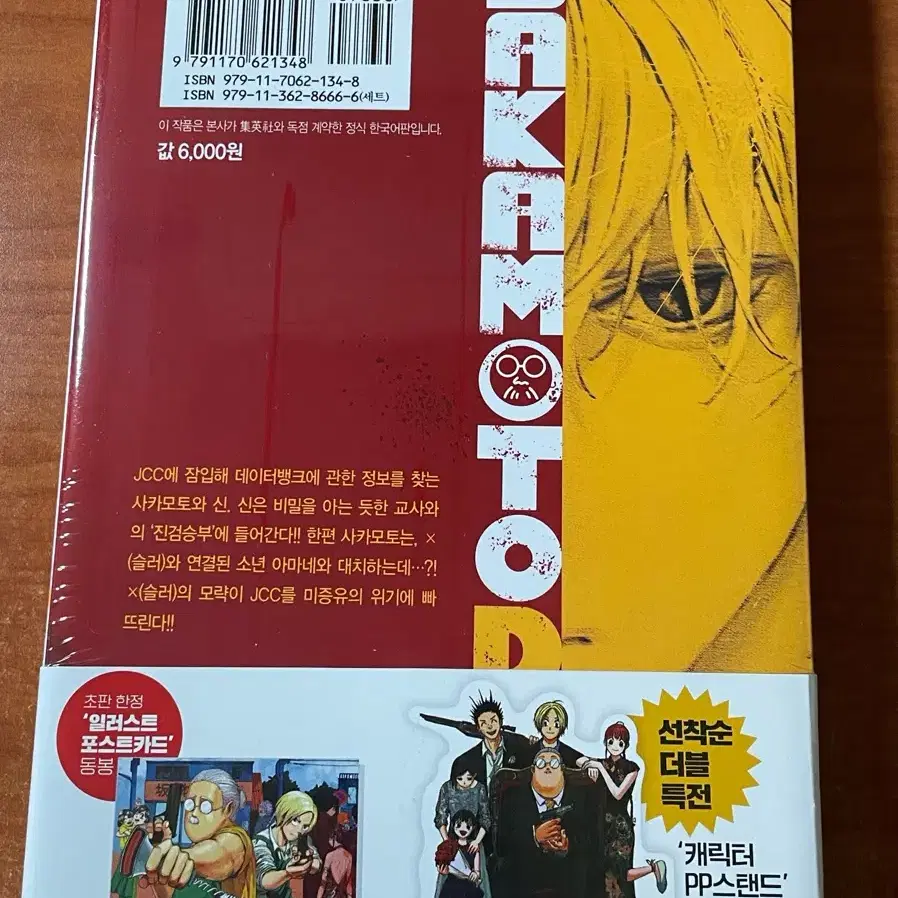 9 791170 621348
ISBN 979-11-7062-134-8
ISBN 979-11-362-8666-6(세트)
이 작품은 본사가 集英社와 독점 계약한 정식 한국어판입니다.
값 6,000원
AKAMOTO
JCC에 잠입해 데이터뱅크에 관한 정보를 찾는
사카모토와 신. 신은 비밀을 아는 듯한 교사와
의 '진검승부'에 들어간다!! 한편 사카모토는, ×
(슬러)와 연결된 소년 아마네와 대치하는데…?!
×(슬러)의 모략이 JCC를 미증유의 위기에 빠
뜨린다!!
초판 한정
'일러스트
포스트카드'
동봉
선착순
더블
특전
'캐릭터
PP스탠드'